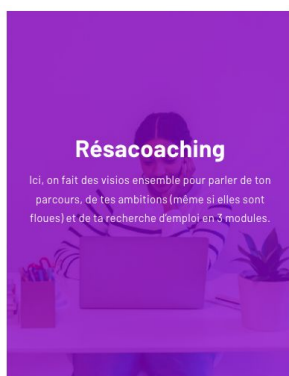 Résacoaching
Ici, on fait des visios ensemble pour parler de ton
parcours, de tes ambitions (même si elles sont
floues) et de ta recherche d'emploi en 3 modules.